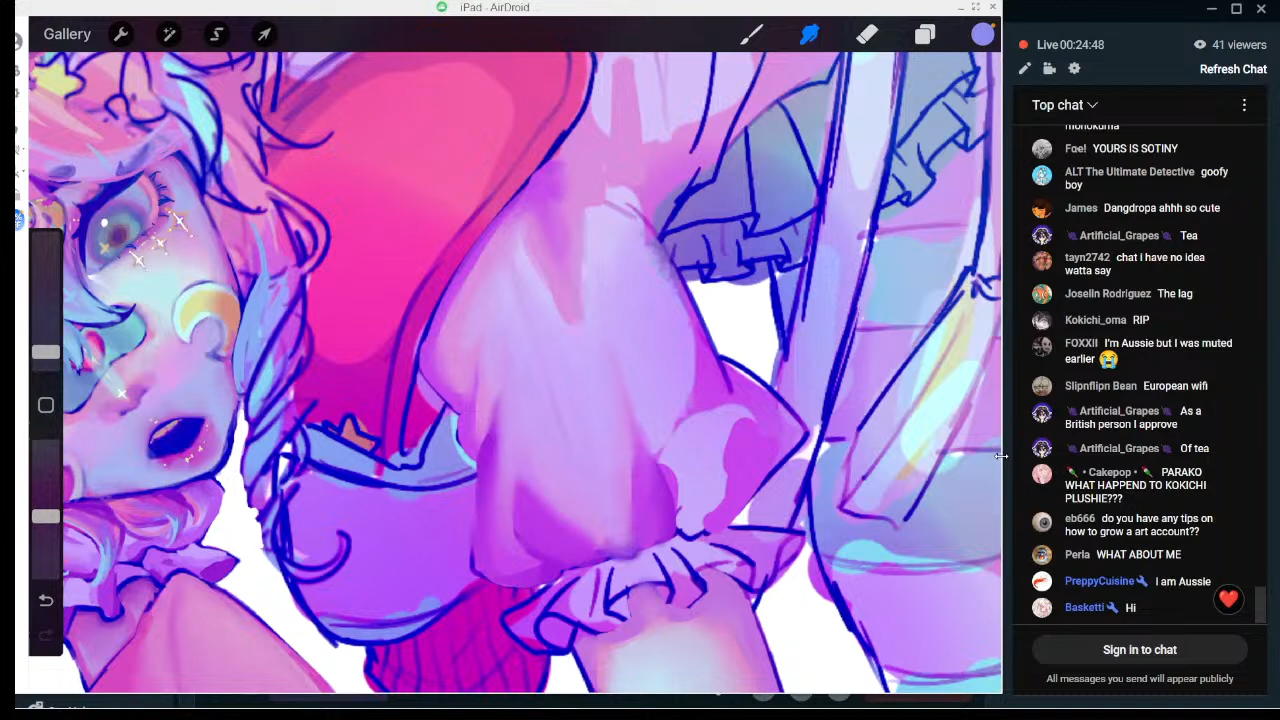 iPad - AirDroid
Gallery
Live 00:24:48
41 viewers
Refresh Chat
Top chat
monokuma
Fαe! YOURS IS SOTINY
ALT The Ultimate Detective goofy
boy
James Dangdropa ahhh so cute
🍇Artificial_Grapes🍇 Tea
tayn2742 chat i have no idea
watta say
Joselin Rodriguez The lag
Kokichi_oma RIP
FOXXII I'm Aussie but I was muted
earlier 😭
Slipnflipn Bean European wifi
🍇Artificial_Grapes🍇 As a
British person I approve
🍇Artificial_Grapes🍇 Of tea
• Cakepop • PARAKO
WHAT HAPPEND TO KOKICHI
PLUSHIE???
eb666 do you have any tips on
how to grow a art account??
Perla WHAT ABOUT ME
PreppyCuisine I am Aussie
Basketti Hi
Sign in to chat
All messages you send will appear publicly